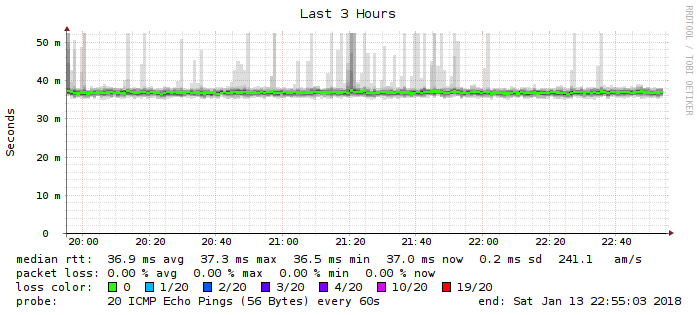 Last 3 Hours
RRDTOOL / TOBI OETIKER
Seconds
50 m
40 m
30 m
20 m
10 m
0
20:00 20:20 20:40 21:00 21:20 21:40 22:00 22:20 22:40
median rtt: 36.9 ms avg 37.3 ms max 36.5 ms min 37.0 ms now 0.2 ms sd 241.1 am/s
packet loss: 0.00 % avg 0.00 % max 0.00 % min 0.00 % now
loss color: 0 1/20 2/20 3/20 4/20 10/20 19/20
probe: 20 ICMP Echo Pings (56 Bytes) every 60s end: Sat Jan 13 22:55:03 2018